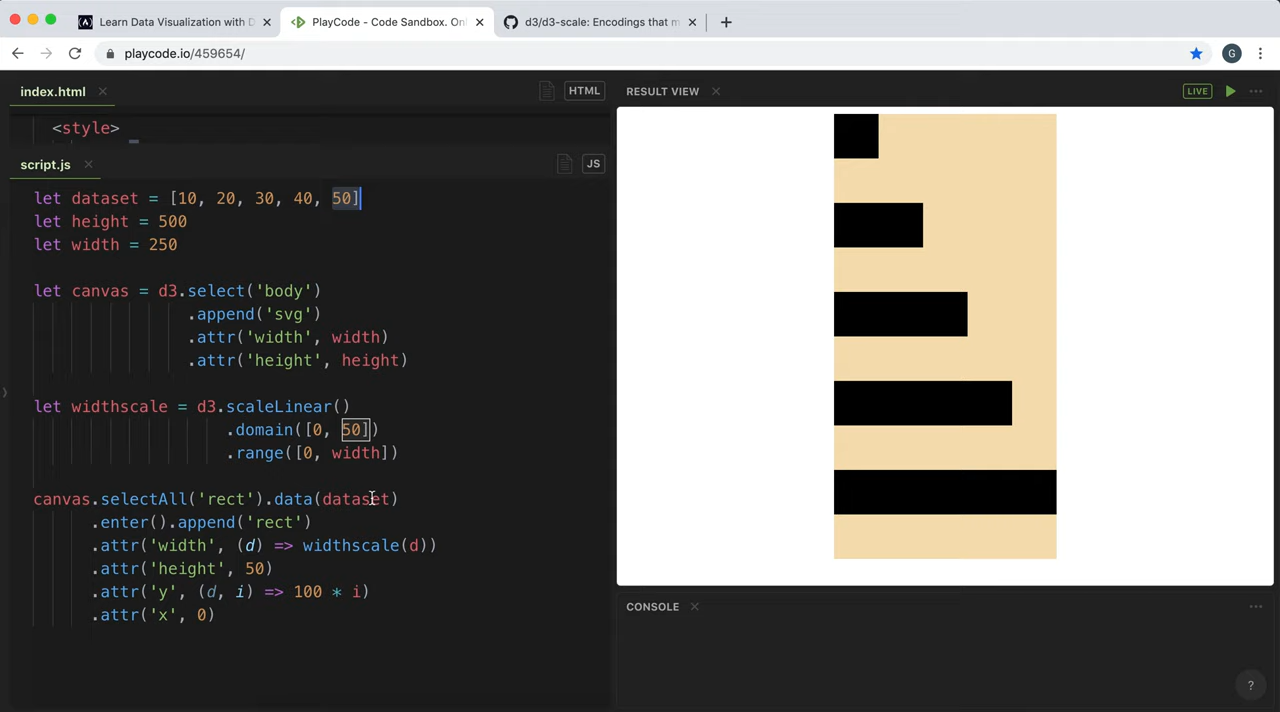 Learn Data Visualization with D
PlayCode - Code Sandbox. On
d3/d3-scale: Encodings that m
playcode.io/459654/
G
index.html
HTML
<style>
script.js
JS
let dataset = [10, 20, 30, 40, 50]
let height = 500
let width = 250
let canvas = d3.select('body')
.append('svg')
.attr('width', width)
.attr('height', height)
let widthscale = d3.scaleLinear()
.domain([0, 50])
.range([0, width])
canvas.selectAll('rect').data(dataset)
.enter().append('rect')
.attr('width', (d) => widthscale(d))
.attr('height', 50)
.attr('y', (d, i) => 100 * i)
.attr('x', 0)
RESULT VIEW
LIVE
CONSOLE
?